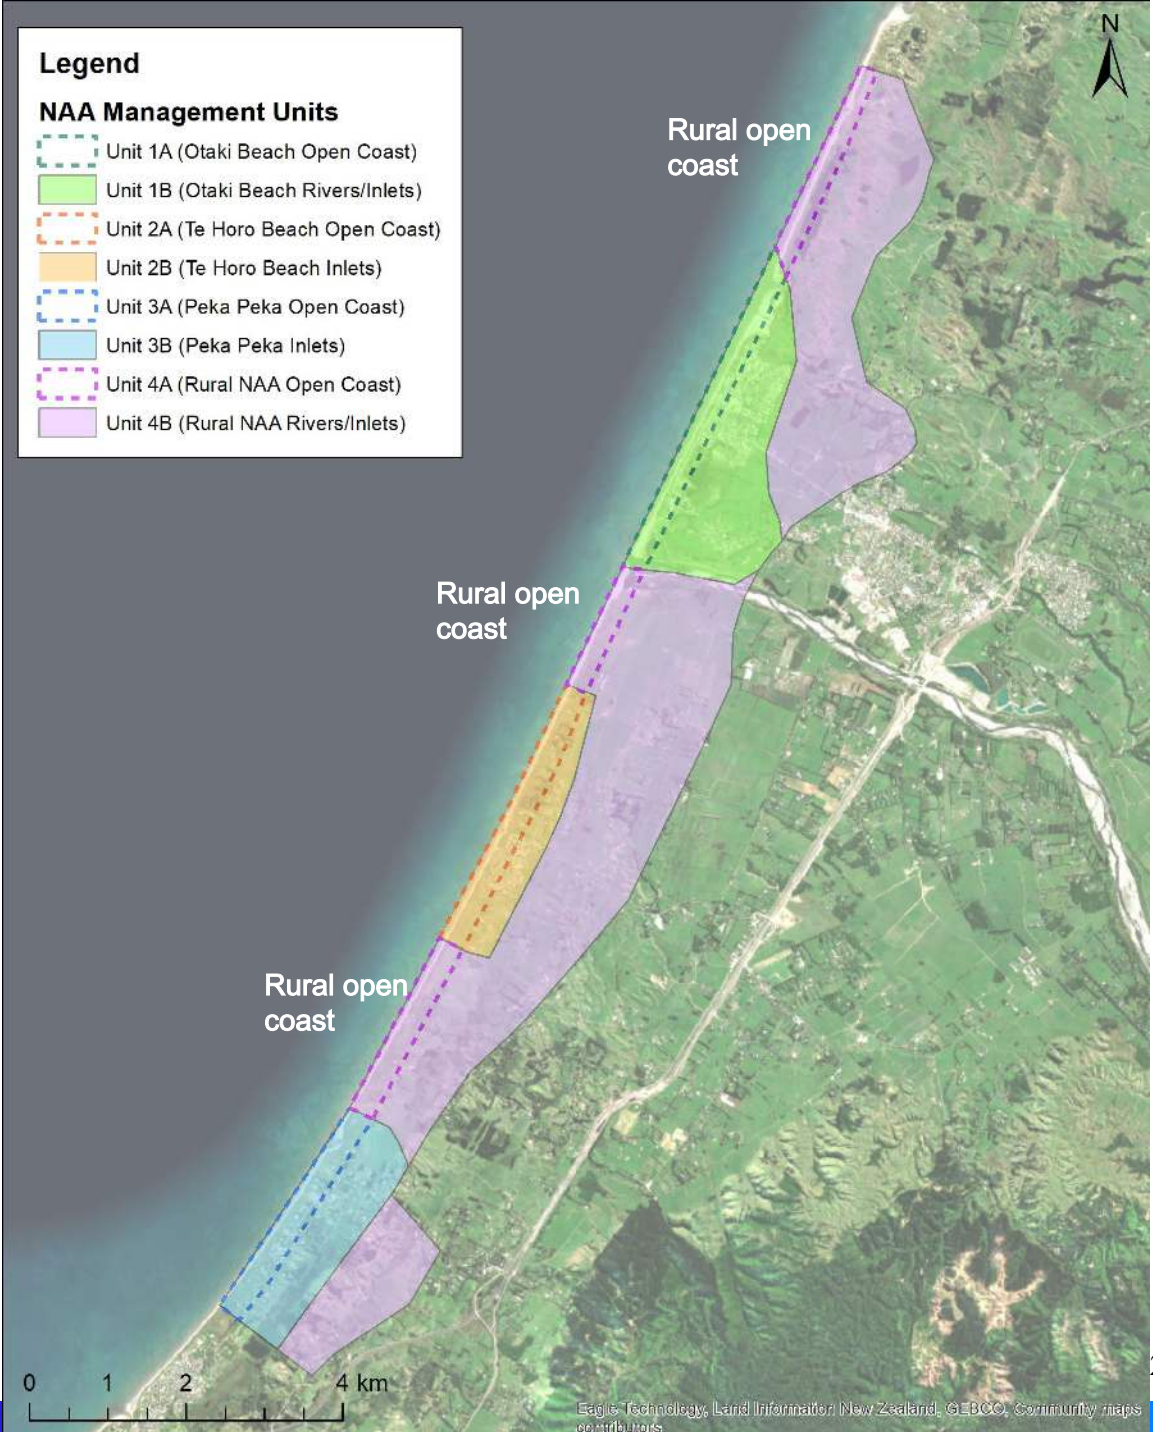 Legend
NAA Management Units
Unit 1A (Otaki Beach Open Coast)
Unit 1B (Otaki Beach Rivers/Inlets)
Unit 2A (Te Horo Beach Open Coast)
Unit 2B (Te Horo Beach Inlets)
Unit 3A (Peka Peka Open Coast)
Unit 3B (Peka Peka Inlets)
Unit 4A (Rural NAA Open Coast)
Unit 4B (Rural NAA Rivers/Inlets)
N
Rural open
coast
Rural open
coast
Rural open
coast
0 1 2 4 km
Eagle Technology, Land Information New Zealand, GEBCO, Community maps
contributors